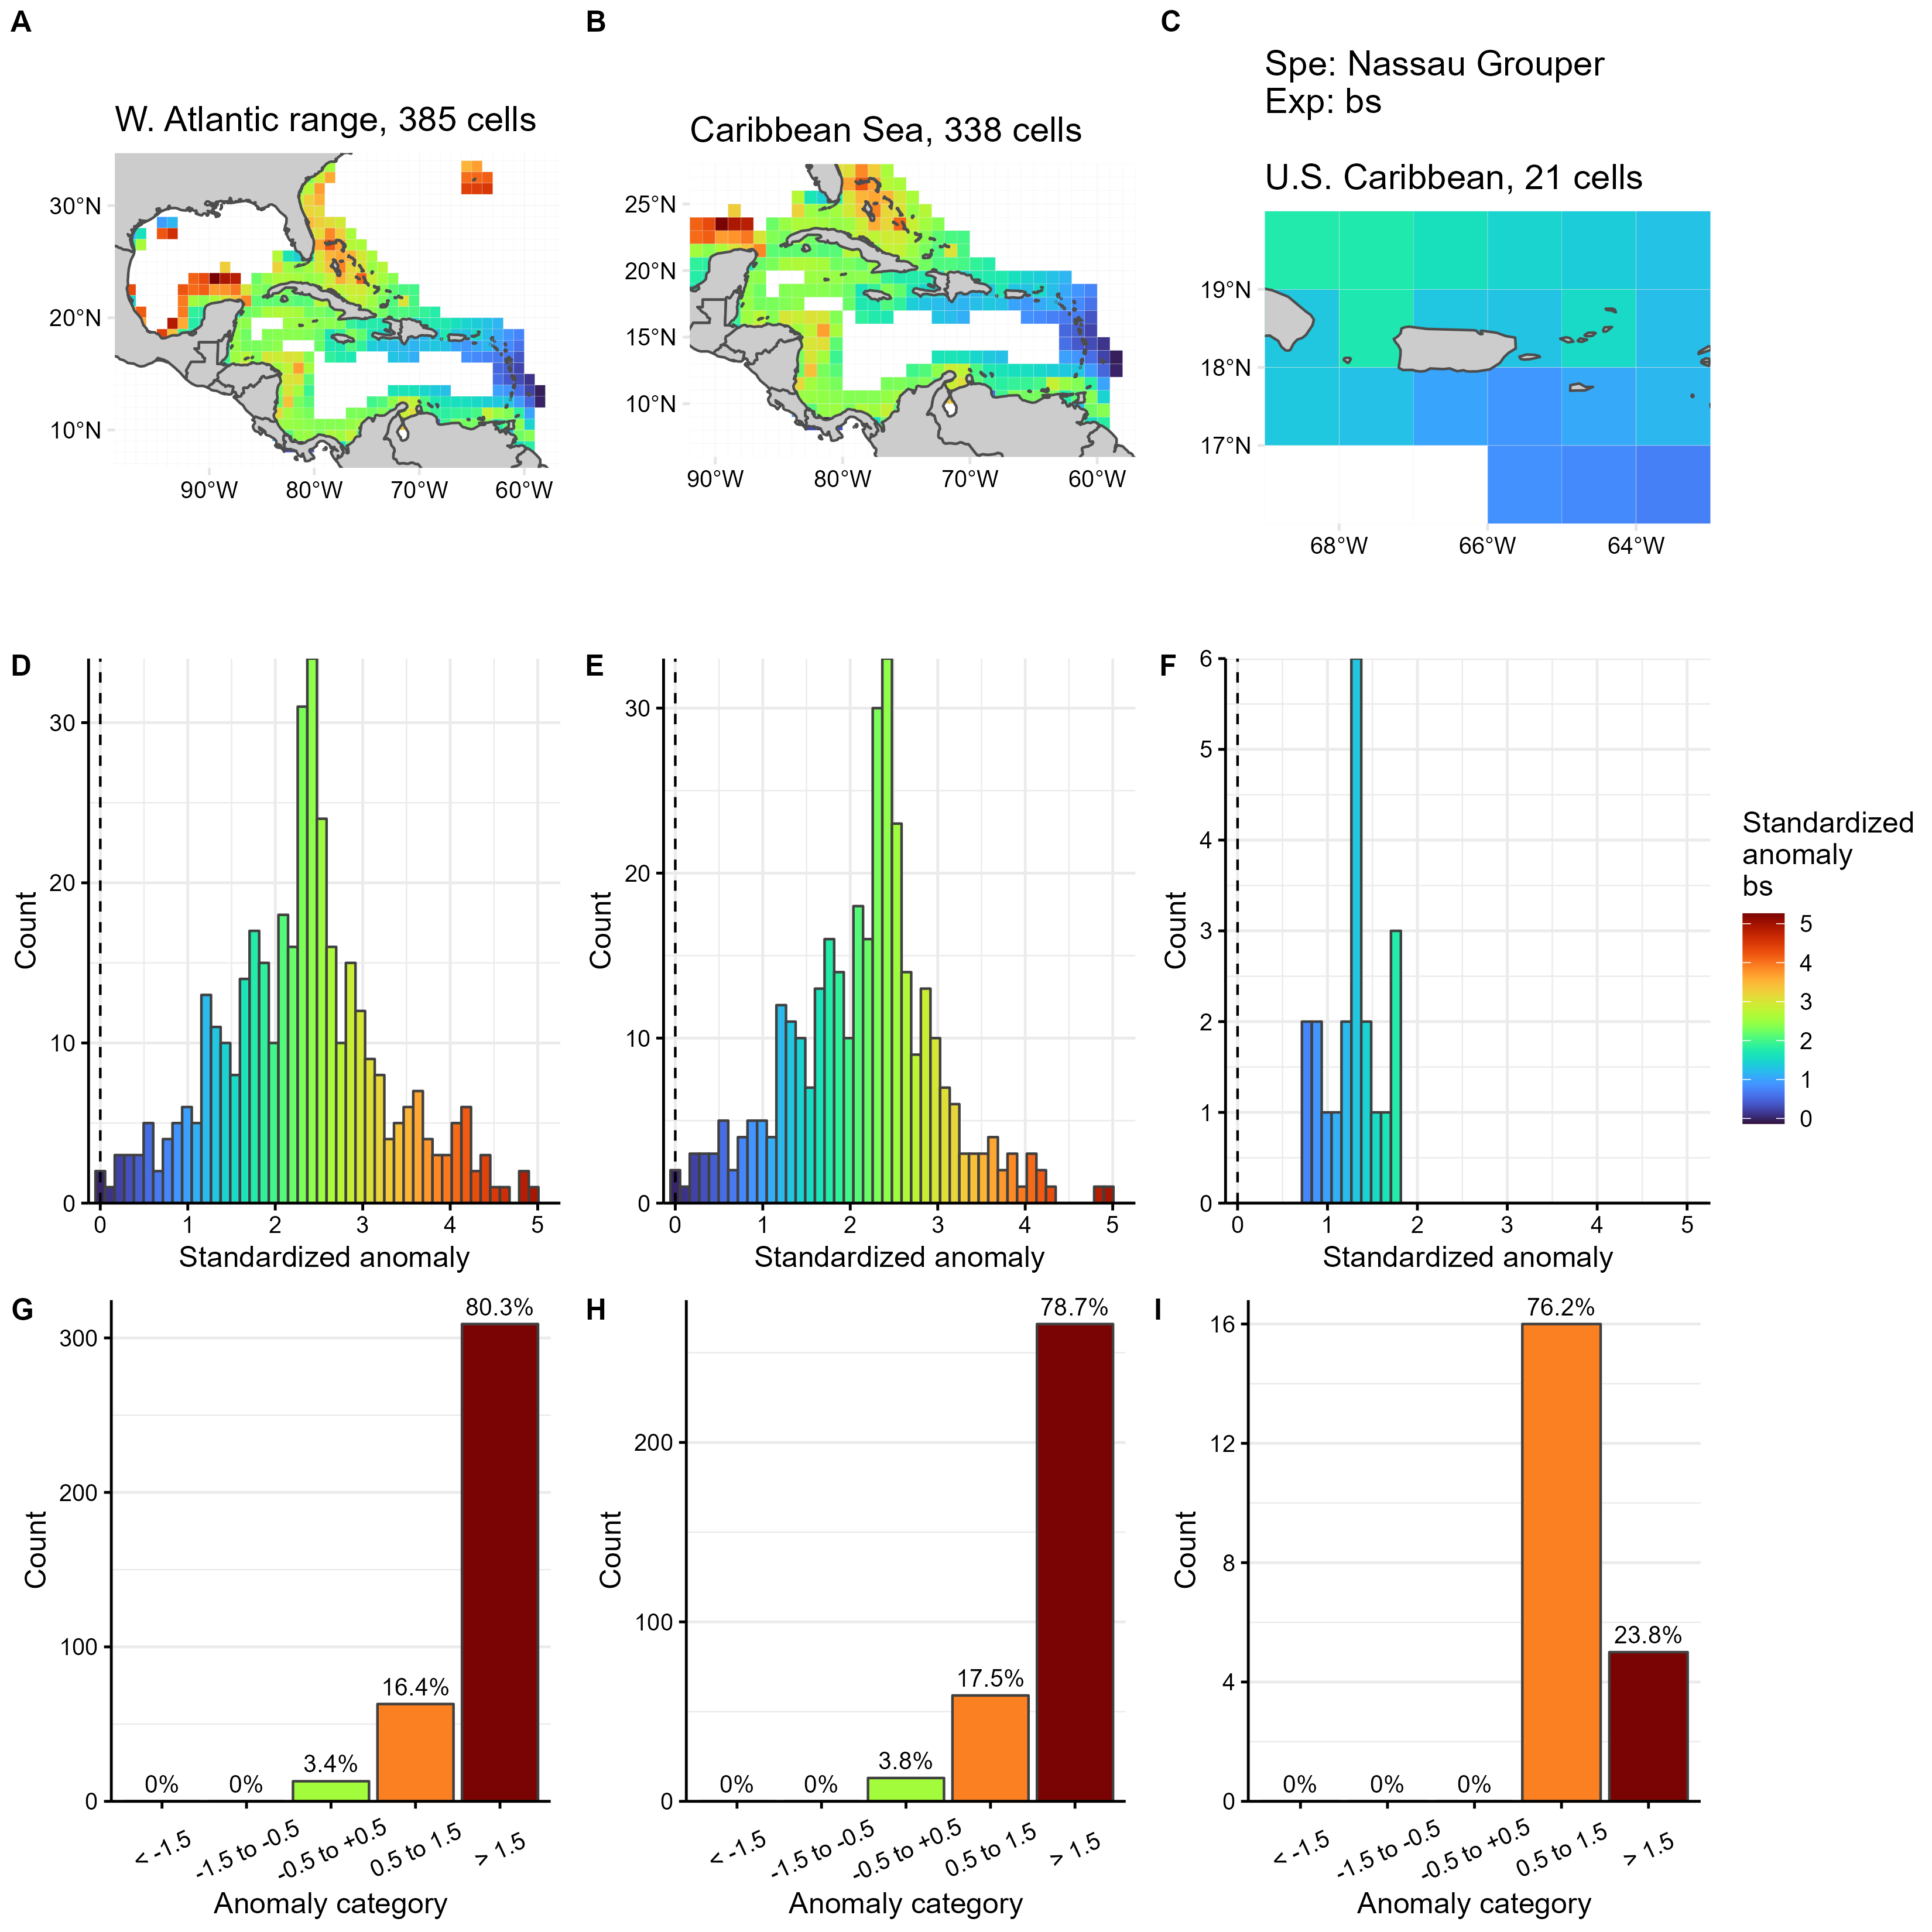 A
B
C
Spe: Nassau Grouper
Exp: bs
W. Atlantic range, 385 cells
Caribbean Sea, 338 cells
U.S. Caribbean, 21 cells
30°N
20°N
10°N
90°W
80°W
70°W
60°W
25°N
20°N
15°N
10°N
90°W
80°W
70°W
60°W
19°N
18°N
17°N
68°W
66°W
64°W
D
30
20
10
0
Count
0
1
2
3
4
5
Standardized anomaly
E
30
20
10
0
Count
0
1
2
3
4
5
Standardized anomaly
F
6
5
4
3
2
1
0
Count
0
1
2
3
4
5
Standardized anomaly
Standardized
anomaly
bs
5
4
3
2
1
0
G
300
200
100
0
Count
0%
0%
3.4%
16.4%
80.3%
< -1.5
-1.5 to -0.5
-0.5 to +0.5
0.5 to 1.5
> 1.5
Anomaly category
H
200
100
0
Count
0%
0%
3.8%
17.5%
78.7%
< -1.5
-1.5 to -0.5
-0.5 to +0.5
0.5 to 1.5
> 1.5
Anomaly category
I
16
12
8
4
0
Count
0%
0%
0%
76.2%
23.8%
< -1.5
-1.5 to -0.5
-0.5 to +0.5
0.5 to 1.5
> 1.5
Anomaly category